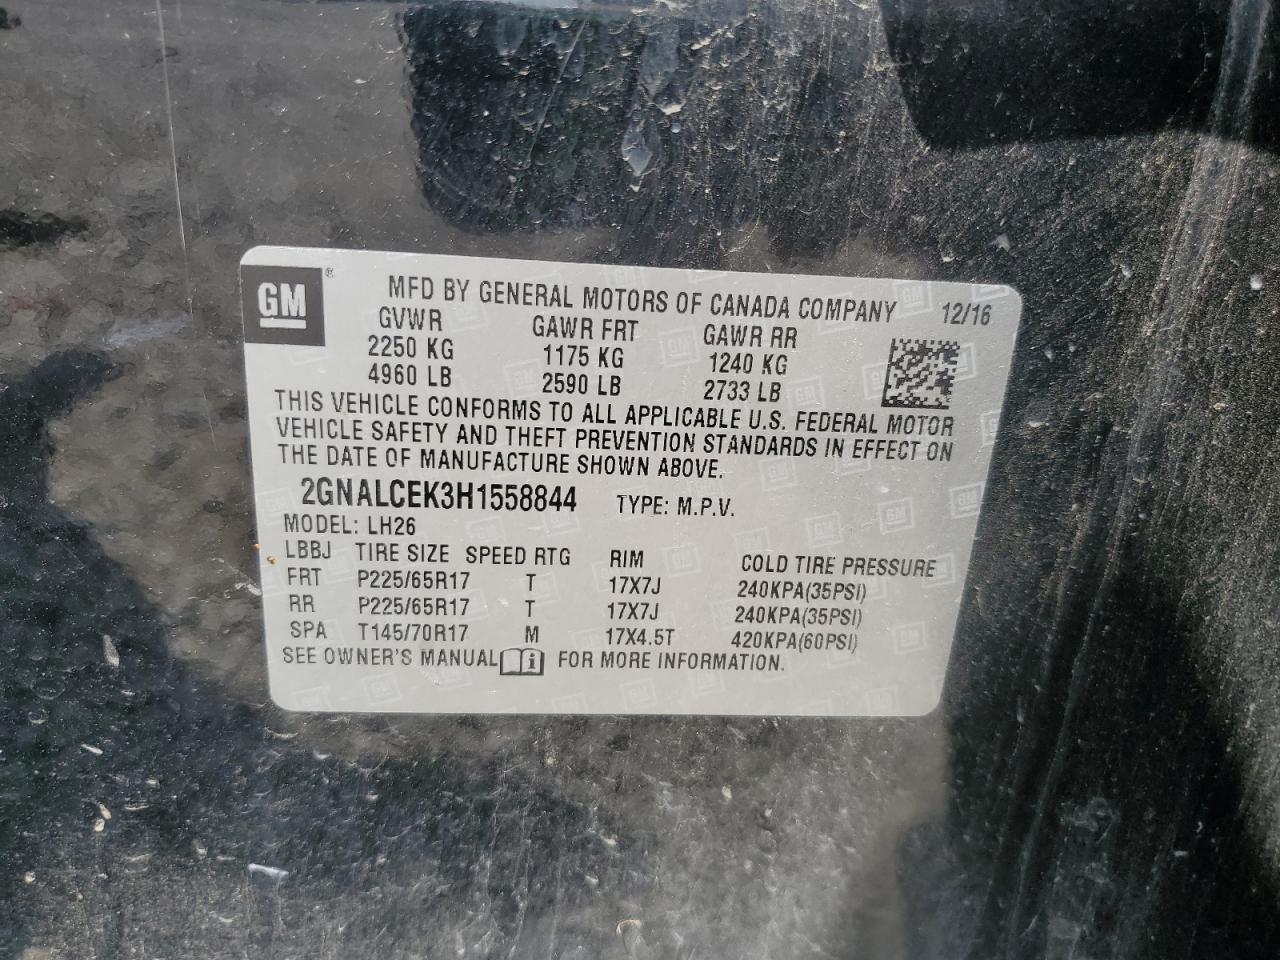 GM ® MFD BY GENERAL MOTORS OF CANADA COMPANY 12/16
GVWR GAWR FRT GAWR RR
2250 KG 1175 KG 1240 KG
4960 LB 2590 LB 2733 LB
THIS VEHICLE CONFORMS TO ALL APPLICABLE U.S. FEDERAL MOTOR
VEHICLE SAFETY AND THEFT PREVENTION STANDARDS IN EFFECT ON
THE DATE OF MANUFACTURE SHOWN ABOVE.
2GNALCEK3H1558844 TYPE: M.P.V.
MODEL: LH26
LBBJ TIRE SIZE SPEED RTG RIM COLD TIRE PRESSURE
FRT P225/65R17 T 17X7J 240KPA(35PSI)
RR P225/65R17 T 17X7J 240KPA(35PSI)
SPA T145/70R17 M 17X4.5T 420KPA(60PSI)
SEE OWNER'S MANUAL i FOR MORE INFORMATION.